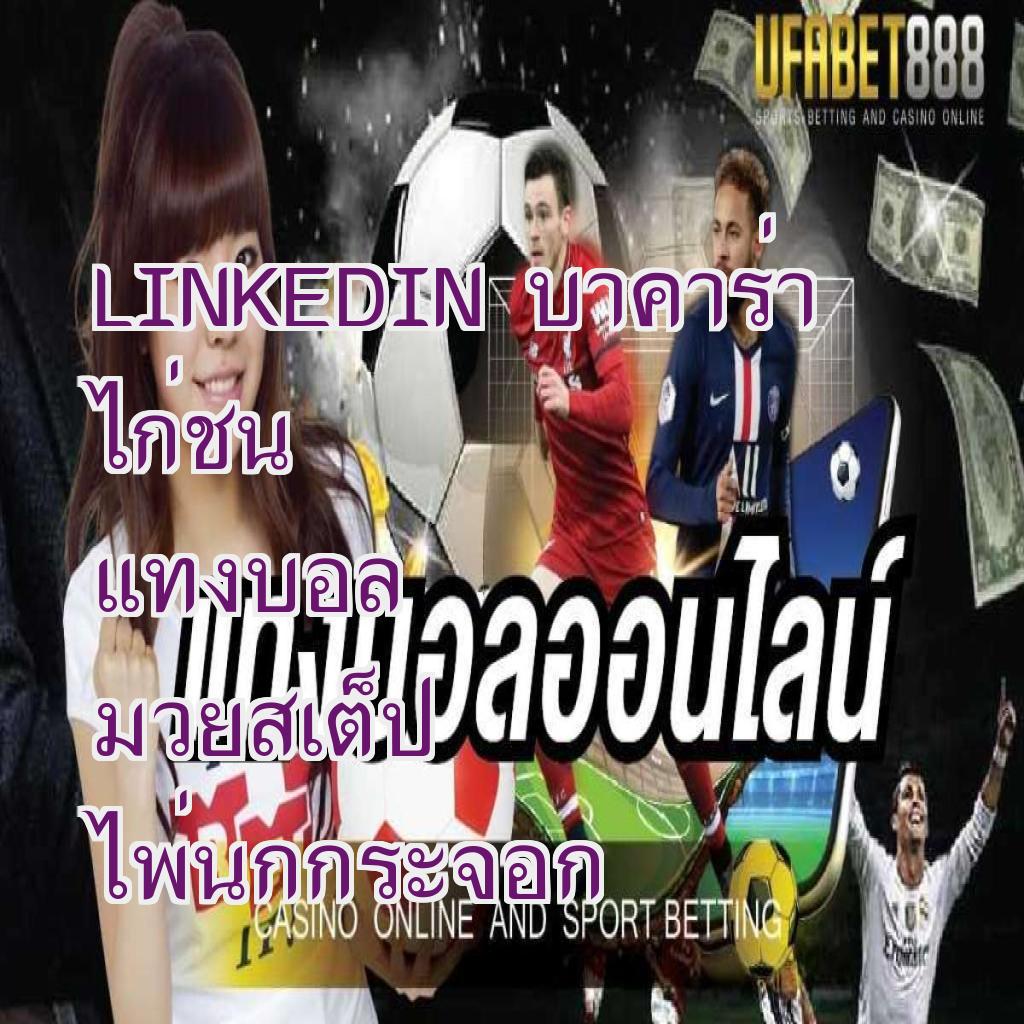 UFABET888
SPORTS BETTING AND CASINO ONLINE
LINKEDIN บาคาร่า
ไก่ชน
แทงบอล
แทงบอลออนไลน์
มวยสเต็ป
ไพ่นกกระจอก
CASINO ONLINE AND SPORT BETTING